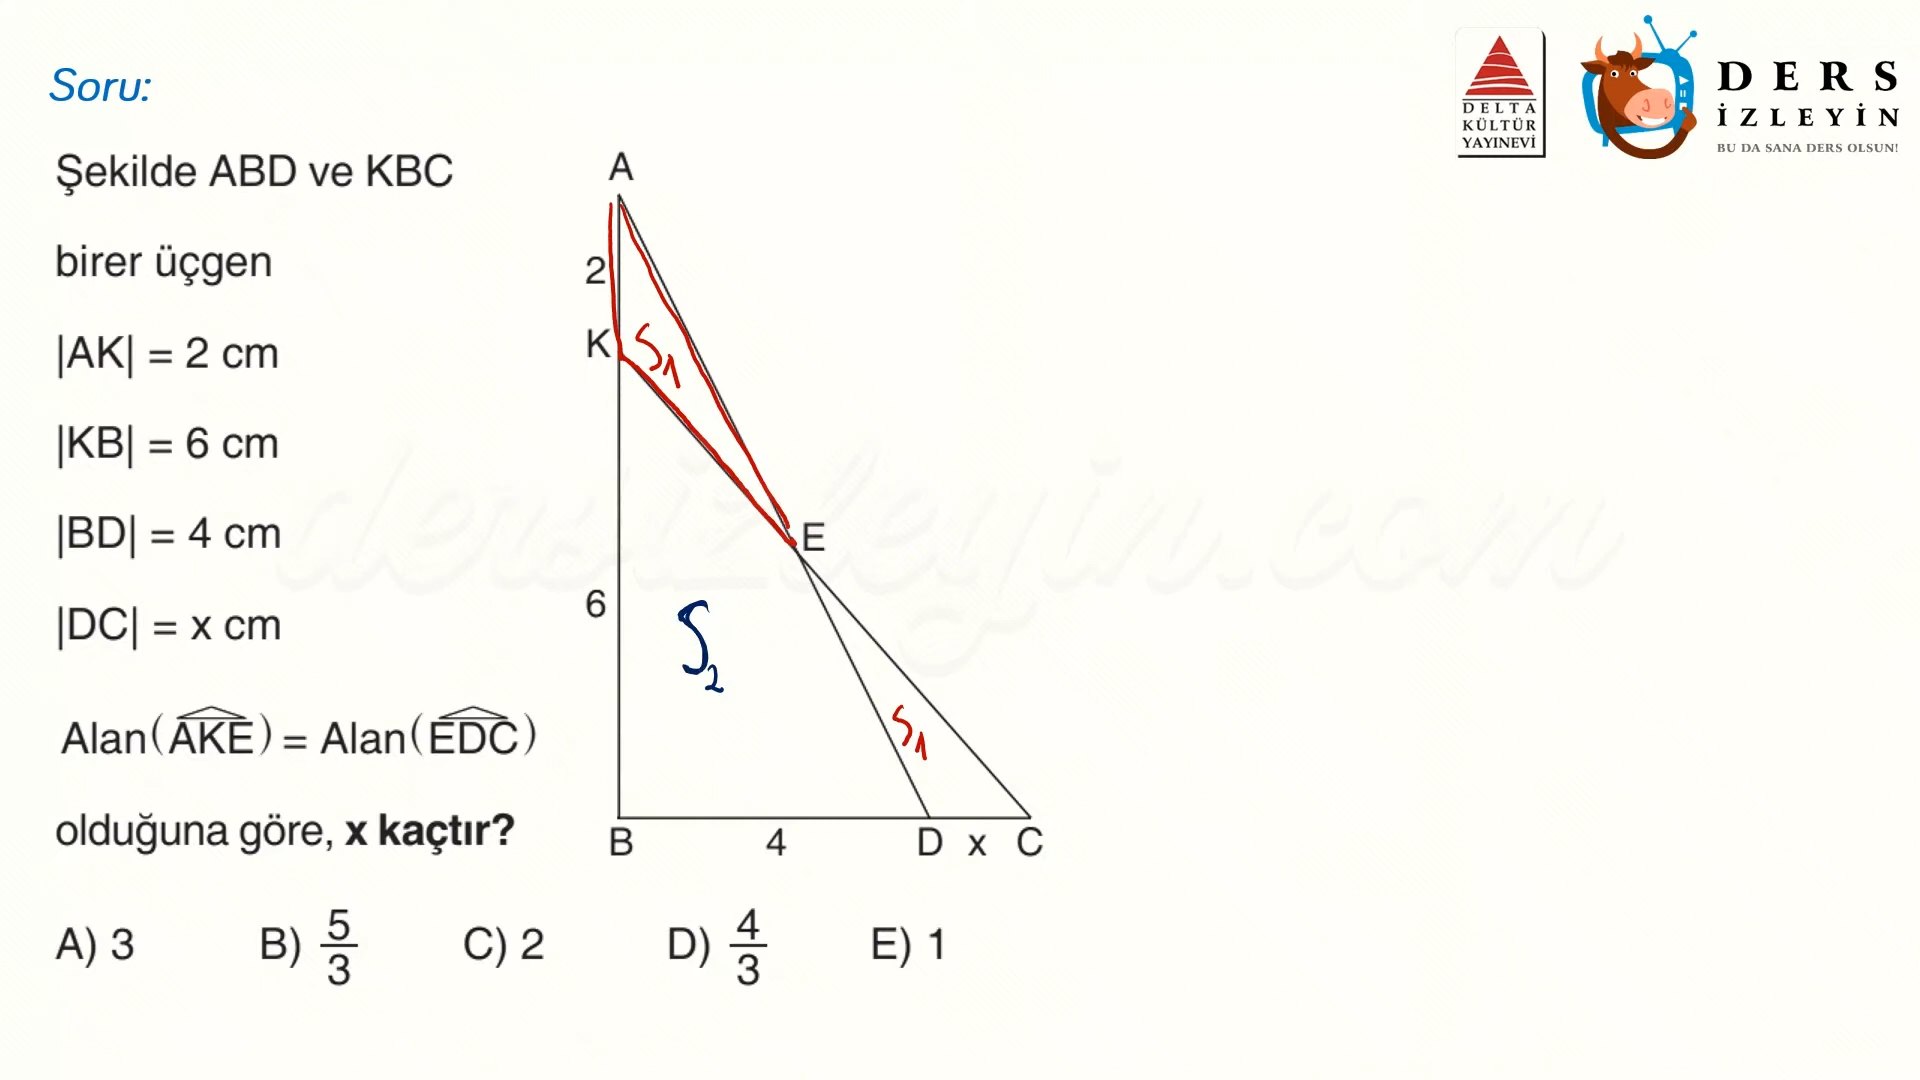 Soru:
DELTA
KÜLTÜR
YAYINEVİ
DERS
İZLEYİN
BU DA SANA DERS OLSUN!
Şekilde ABD ve KBC
birer üçgen
|AK| = 2 cm
|KB| = 6 cm
|BD| = 4 cm
|DC| = x cm
Alan(AKE) = Alan(EDC)
olduğuna göre, x kaçtır?
A
2
K
S1
E
6
S2
S1
B 4 D x C
A) 3 B) 5/3 C) 2 D) 4/3 E) 1
dersizleyin.com